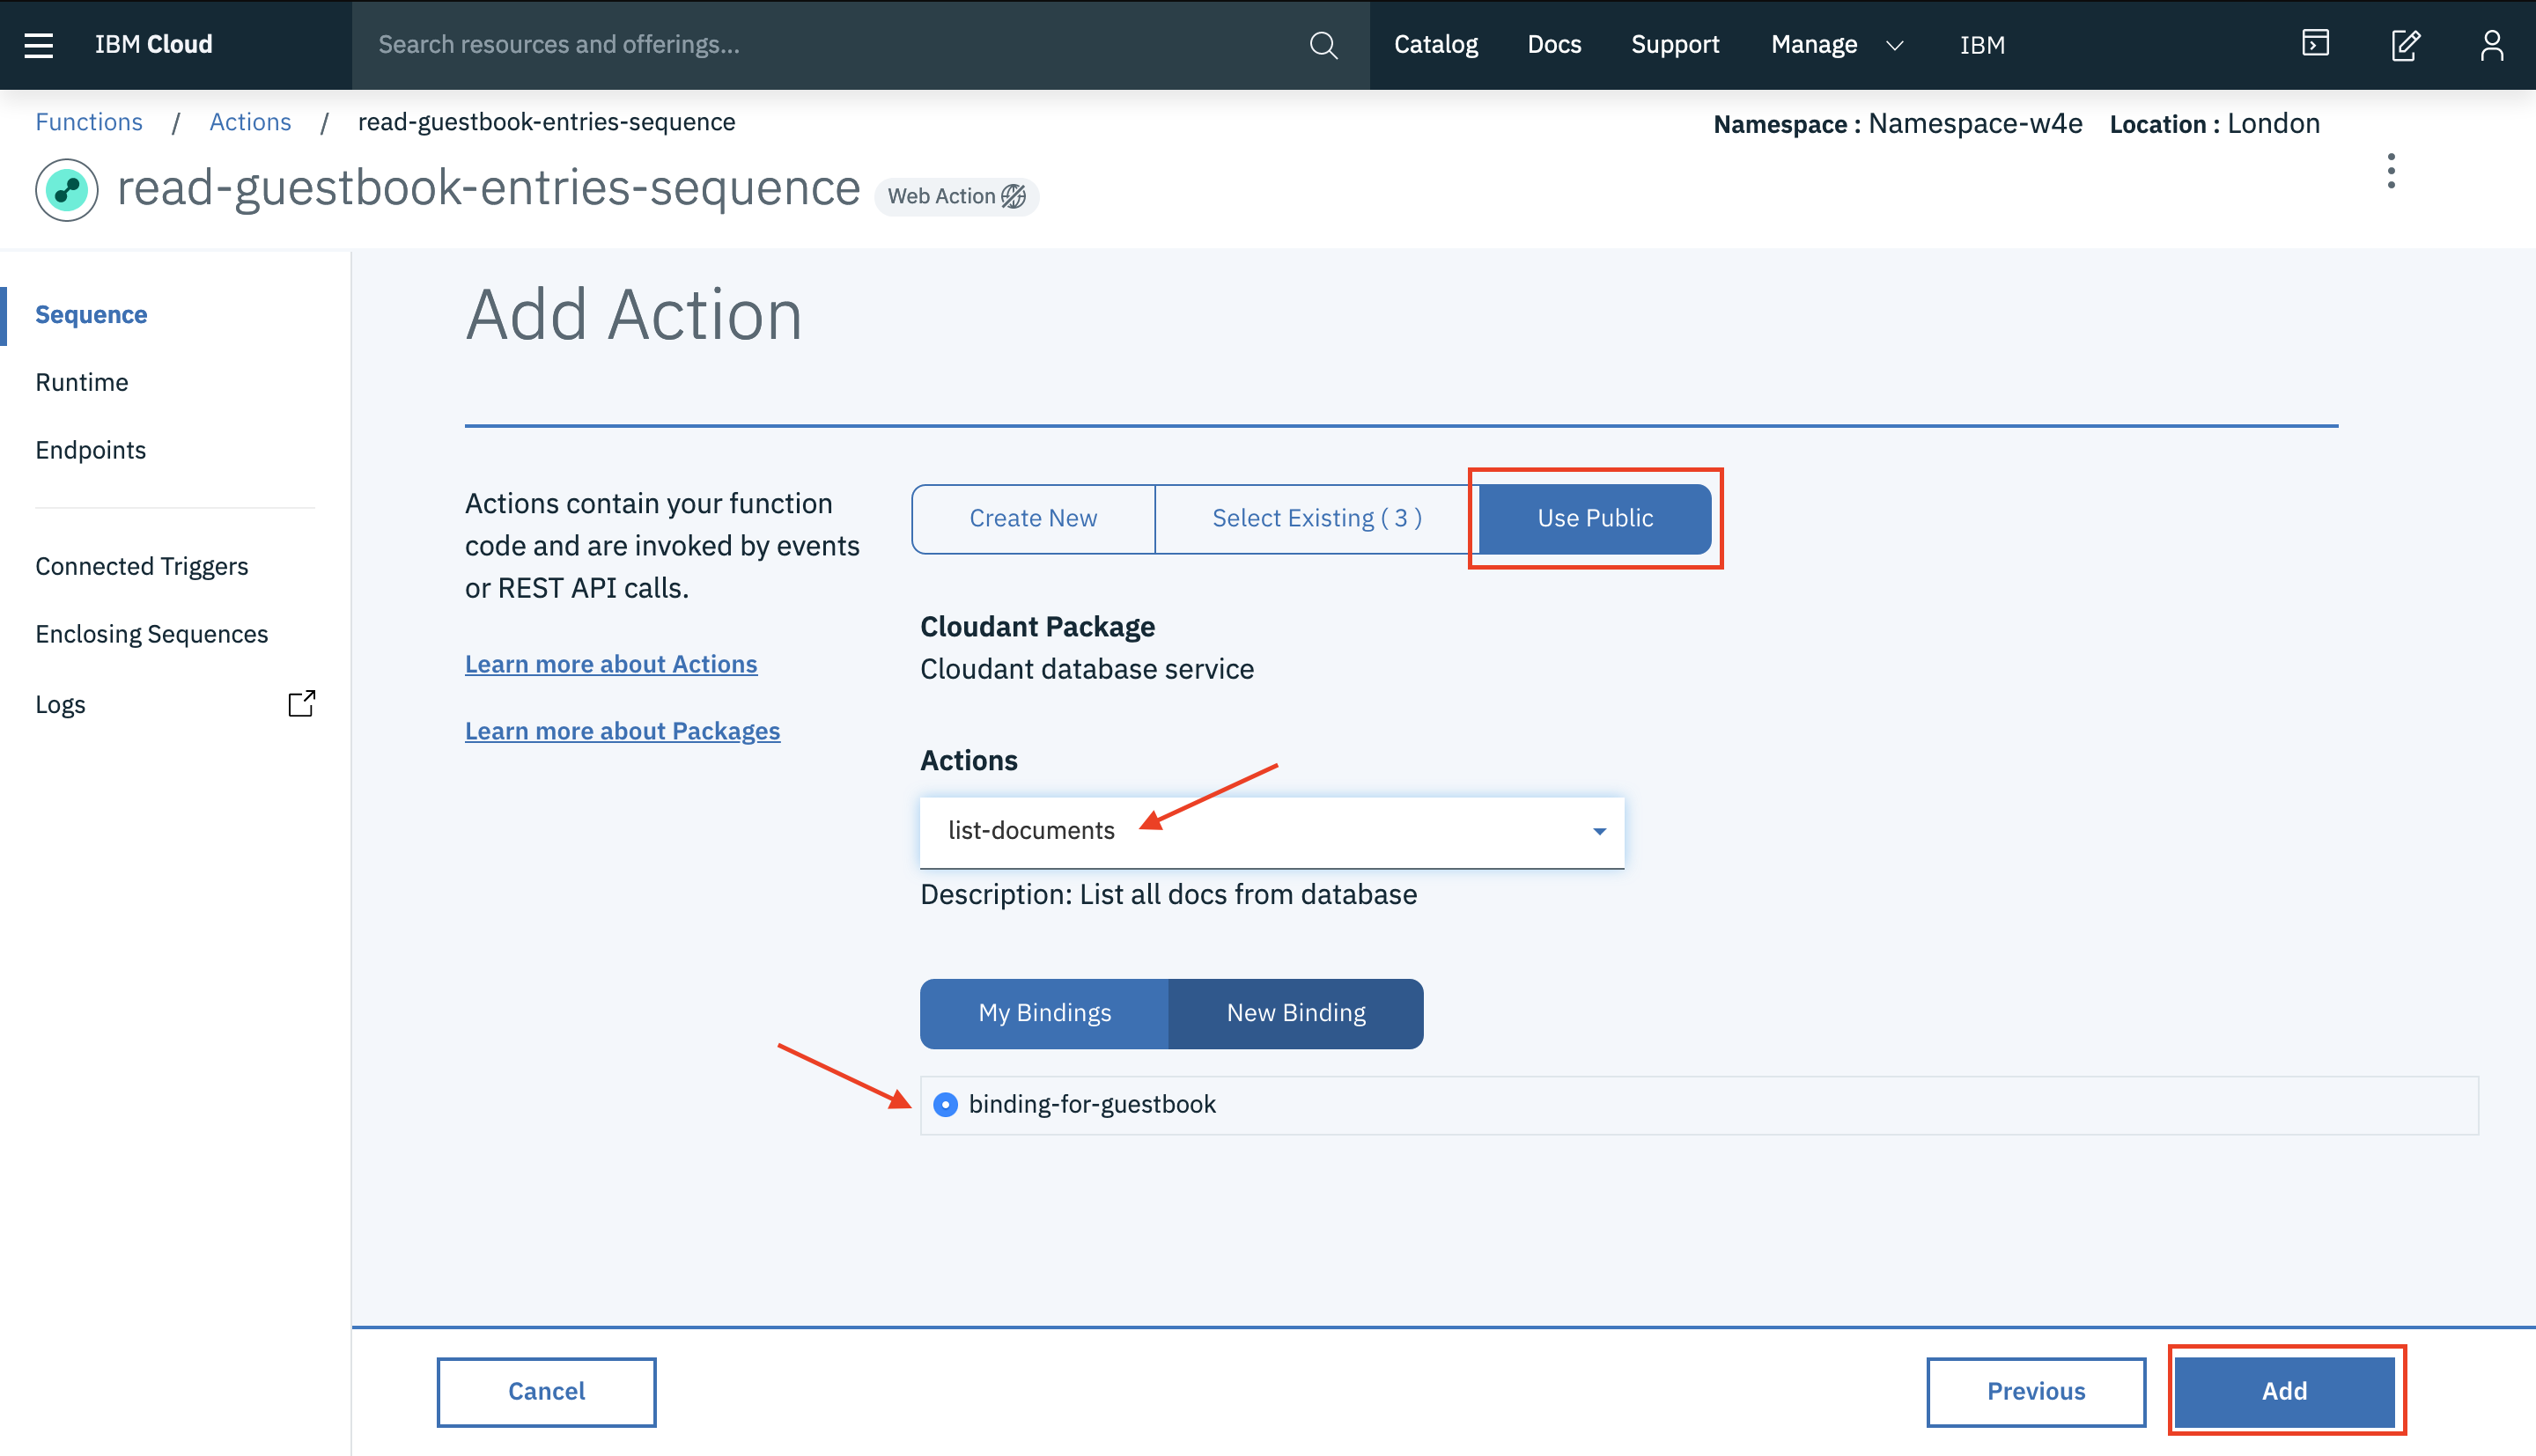 IBM Cloud
Search resources and offerings...
Catalog
Docs
Support
Manage
IBM
Functions / Actions / read-guestbook-entries-sequence
Namespace : Namespace-w4e Location : London
read-guestbook-entries-sequence
Web Action
Sequence
Runtime
Endpoints
Connected Triggers
Enclosing Sequences
Logs
Add Action
Actions contain your function
code and are invoked by events
or REST API calls.
Learn more about Actions
Learn more about Packages
Create New
Select Existing ( 3 )
Use Public
Cloudant Package
Cloudant database service
Actions
list-documents
Description: List all docs from database
My Bindings
New Binding
binding-for-guestbook
Cancel
Previous
Add